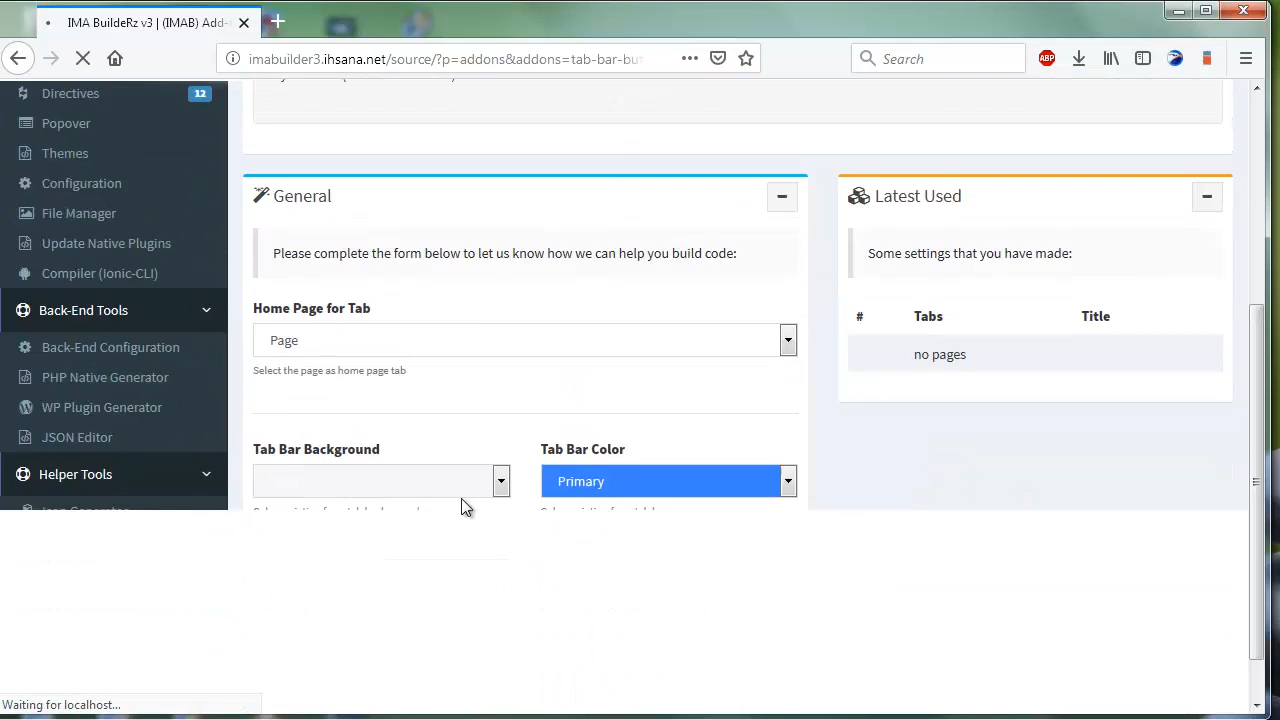 IMA BuildeRz v3 | (IMAB) Add-
imabuilder3.ihsana.net/source/?p=addons&addons=tab-bar-but
Search
ABP
Directives
12
Popover
Themes
Configuration
File Manager
Update Native Plugins
Compiler (Ionic-CLI)
Back-End Tools
Back-End Configuration
PHP Native Generator
WP Plugin Generator
JSON Editor
Helper Tools
General
Please complete the form below to let us know how we can help you build code:
Home Page for Tab
Page
Select the page as home page tab
Tab Bar Background
Tab Bar Color
Primary
Latest Used
Some settings that you have made:
# Tabs Title
no pages
Waiting for localhost...